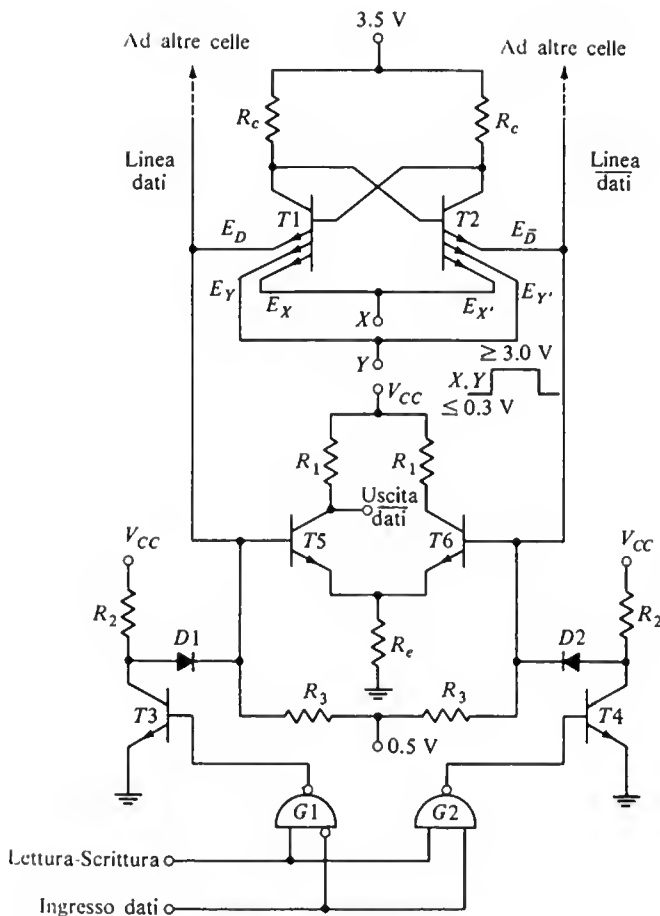 3.5 V
Ad altre celle
Ad altre celle
R_c
R_c
Linea
dati
Linea
dati
T1
T2
E_D
E_D̄
E_Y
E_X
E_X'
E_Y'
X
≥ 3.0 V
Y
X, Y
≤ 0.3 V
V_CC
R_1
R_1
Uscita
dati
V_CC
T5
T6
V_CC
R_2
D1
R_e
D2
R_2
T3
R_3
R_3
T4
0.5 V
G1
G2
Lettura-Scrittura
Ingresso dati